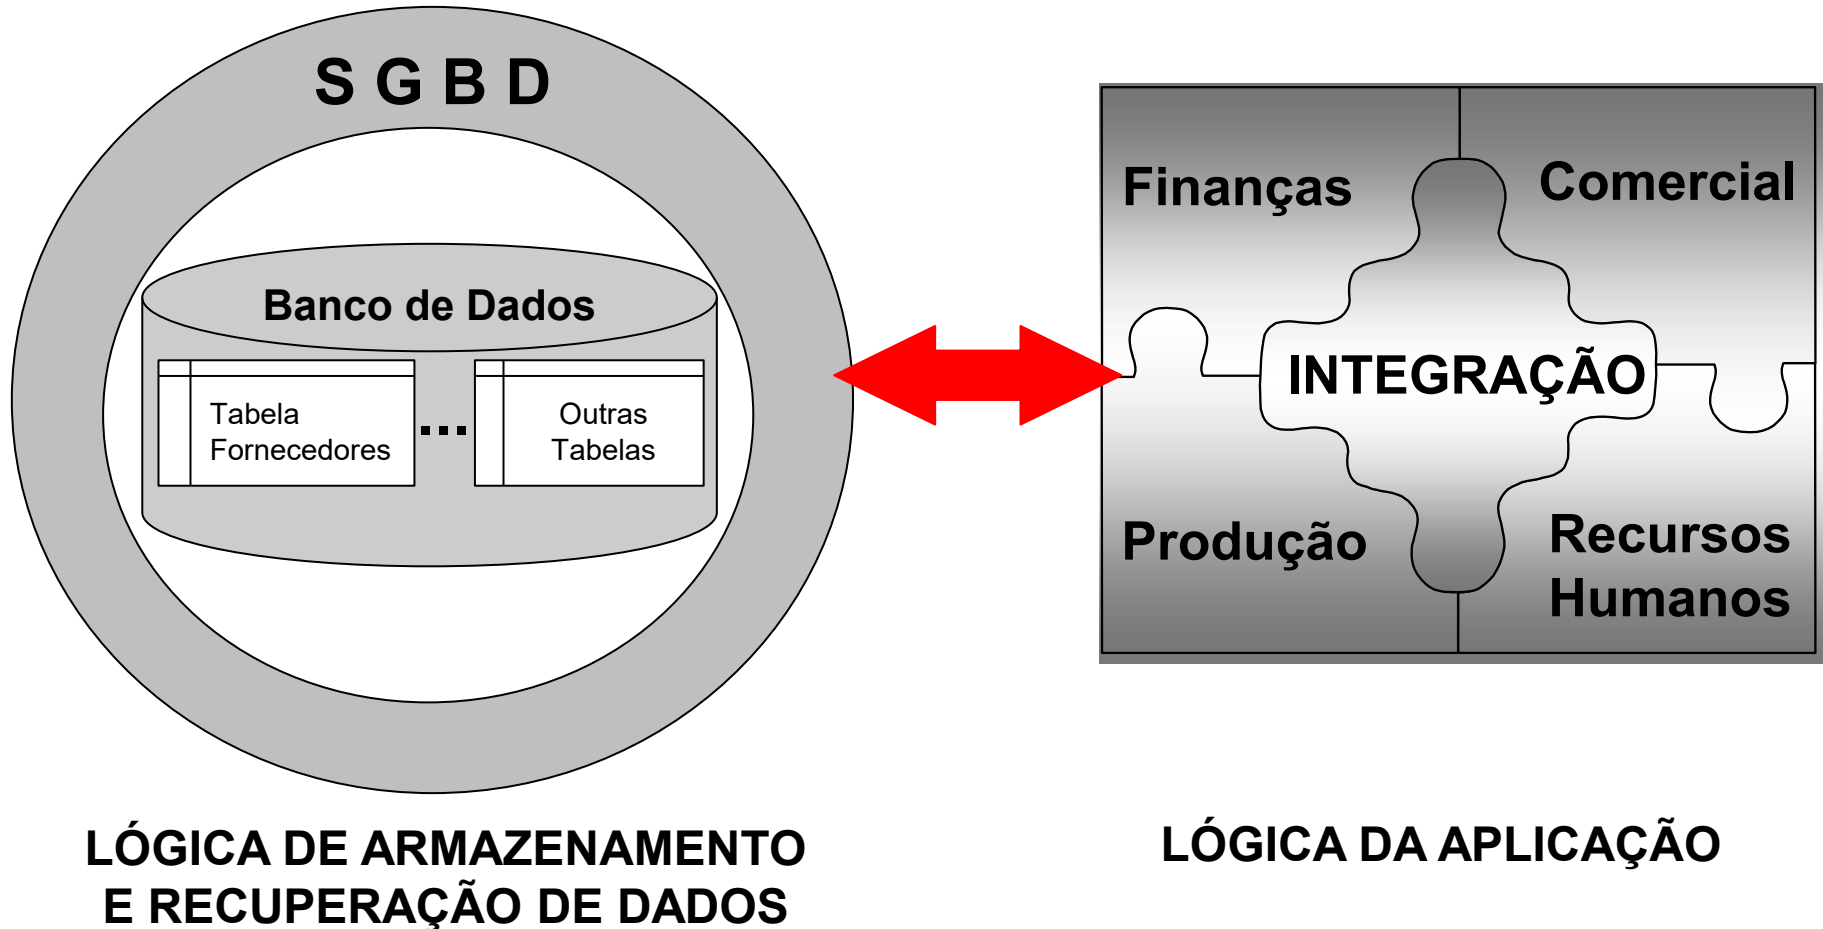 S G B D
Banco de Dados
Tabela
Fornecedores
...
Outras
Tabelas
LÓGICA DE ARMAZENAMENTO
E RECUPERAÇÃO DE DADOS
Finanças
Comercial
INTEGRAÇÃO
Produção
Recursos
Humanos
LÓGICA DA APLICAÇÃO